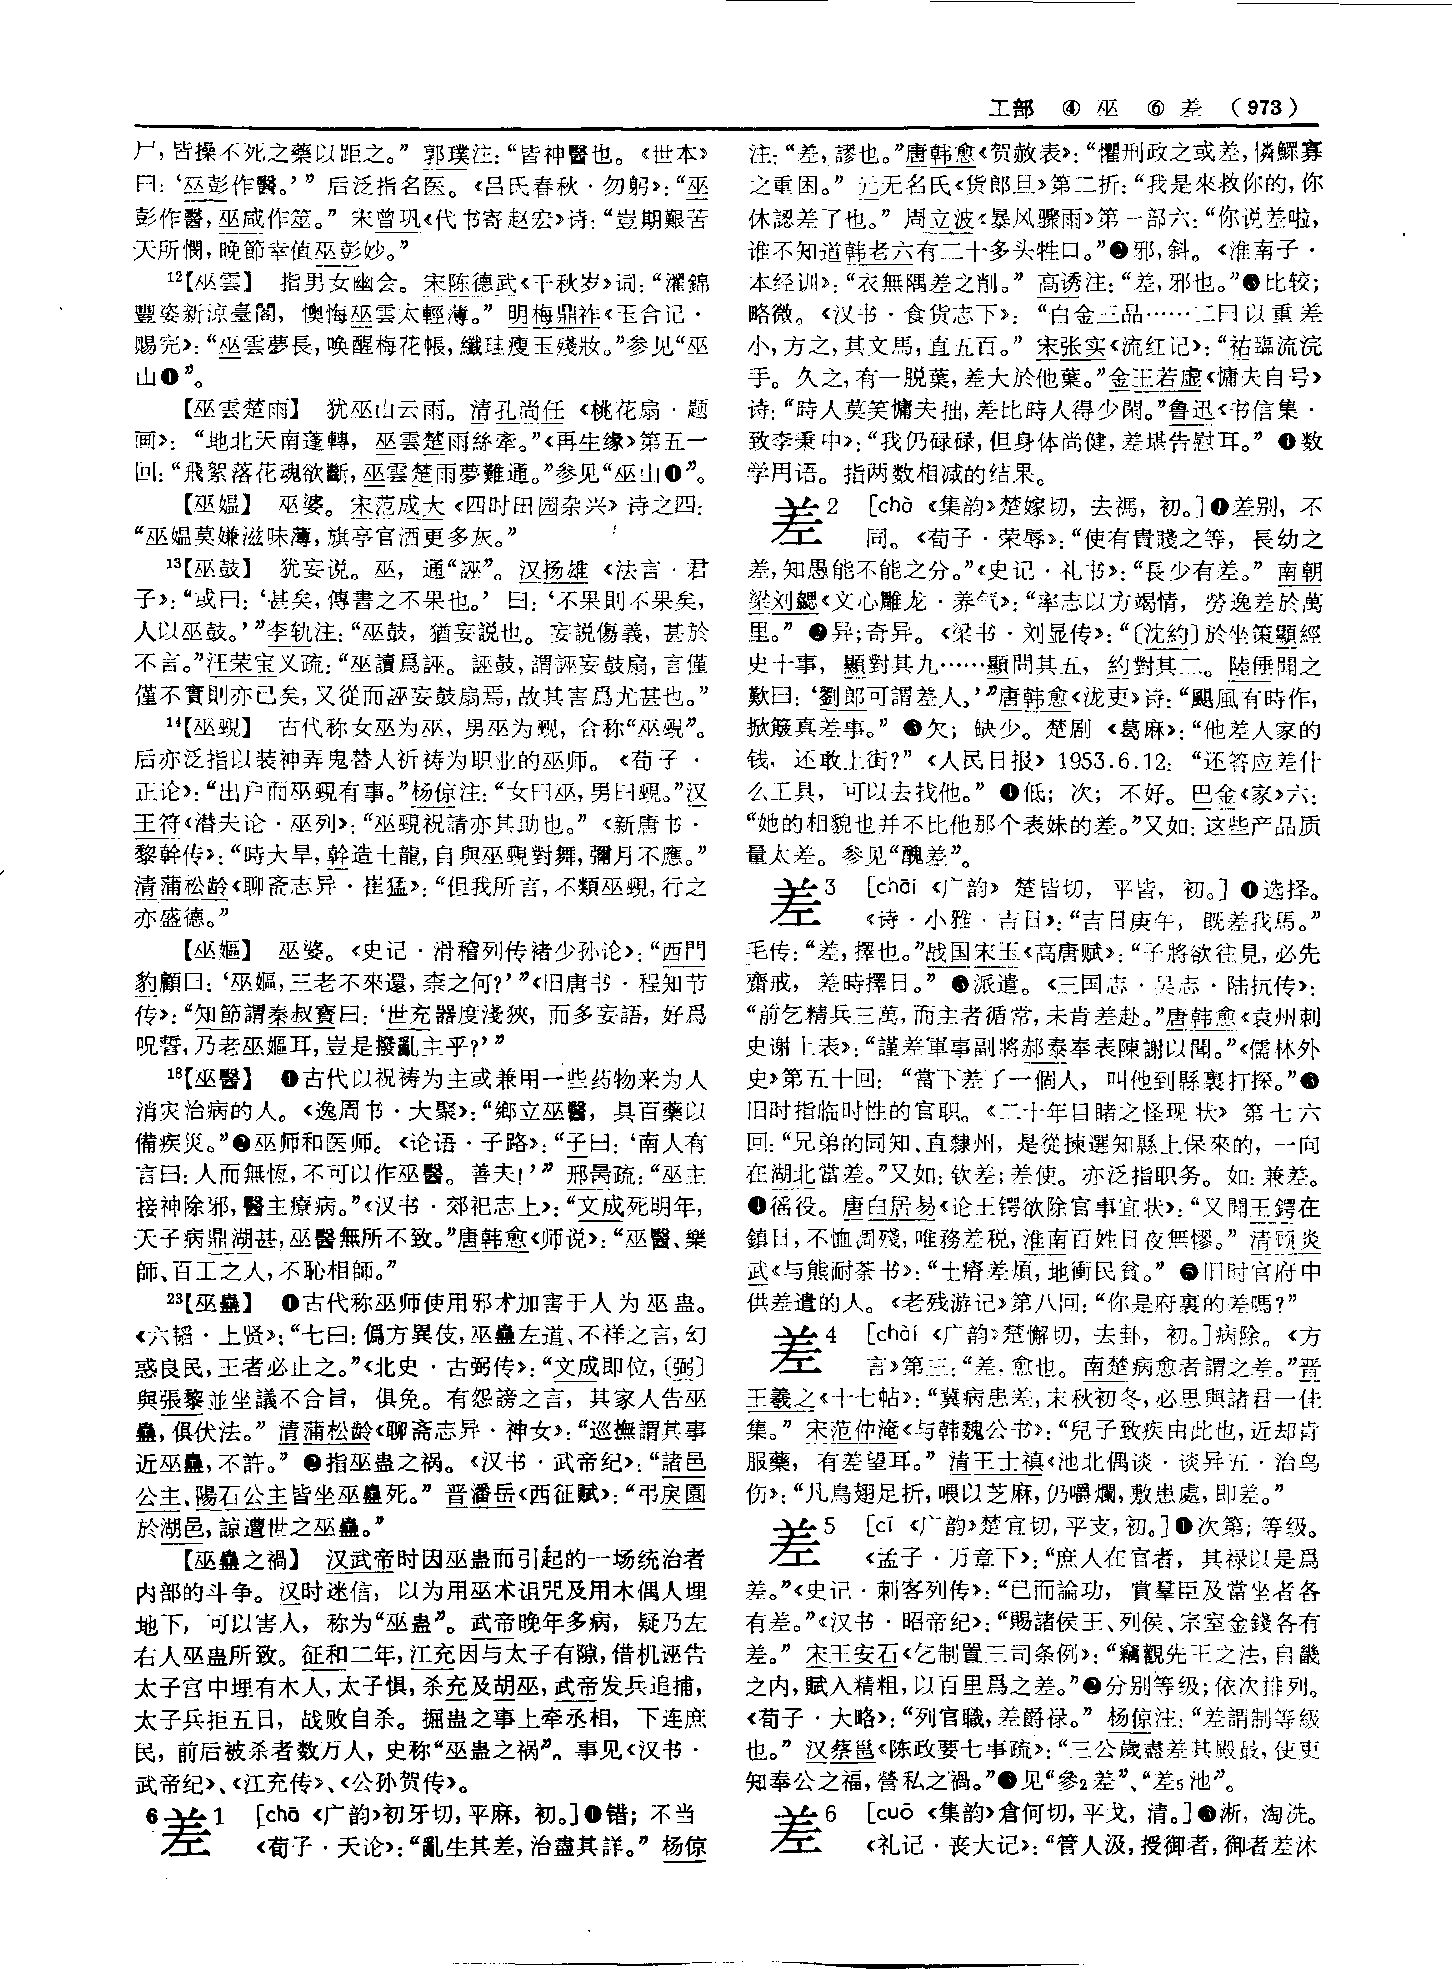 工部 ④ 巫 ⑥ 差 (973)
尸，皆操不死之藥以距之。”郭璞注：“皆神醫也。《世本》
曰：‘巫彭作醫。’”后泛指名医。《吕氏春秋·勿躬》：“巫
彭作醫，巫咸作筮。”宋曾巩《代书寄赵宏》诗：“豈期艱苦
天所憫，晚節幸值巫彭妙。”
¹²【巫雲】 指男女幽会。宋陈德武《千秋岁》词：“濯錦
豐姿新涼臺閣，懊悔巫雲太輕薄。”明梅鼎祚《玉合记·
赐完》：“巫雲夢長，唤醒梅花帳，纖珪瘦玉殘妝。”参见“巫
山❶”。
【巫雲楚雨】 犹巫山云雨。清孔尚任《桃花扇·题
画》：“地北天南蓬轉，巫雲楚雨絲牽。”《再生缘》第五一
回：“飛絮落花魂欲斷，巫雲楚雨夢難通。”参见“巫山❶”。
【巫媪】 巫婆。宋范成大《四时田园杂兴》诗之四：
“巫媪莫嫌滋味薄，旗亭官酒更多灰。”
¹³【巫鼓】 犹妄说。巫，通“誣”。汉扬雄《法言·君
子》：“或曰：‘甚矣，傳書之不果也。’曰：‘不果則不果矣，
人以巫鼓。’”李轨注：“巫鼓，猶妄説也。妄説傷義，甚於
不言。”汪荣宝义疏：“巫讀爲誣。誣鼓，謂誣妄鼓扇，言僅
僅不實則亦已矣，又從而誣妄鼓扇焉，故其害爲尤甚也。”
¹⁴【巫覡】 古代称女巫为巫，男巫为覡，合称“巫覡”。
后亦泛指以装神弄鬼替人祈祷为职业的巫师。《荀子·
正论》：“出户而巫覡有事。”杨倞注：“女曰巫，男曰覡。”汉
王符《潜夫论·巫列》：“巫覡祝請亦其助也。”《新唐书·
黎幹传》：“時大旱，幹造土龍，自與巫覡對舞，彌月不應。”
清蒲松龄《聊斋志异·崔猛》：“但我所言，不類巫覡，行之
亦盛德。”
【巫嫗】 巫婆。《史记·滑稽列传褚少孙论》：“西門
豹顧曰：‘巫嫗，三老不來還，柰之何？’”《旧唐书·程知节
传》：“知節謂秦叔寶曰：‘世充器度淺狹，而多妄語，好爲
呪誓，乃老巫嫗耳，豈是撥亂主乎？’”
¹⁸【巫醫】 ❶古代以祝祷为主或兼用一些药物来为人
消灾治病的人。《逸周书·大聚》：“鄉立巫醫，具百藥以
備疾災。”❷巫师和医师。《论语·子路》：“子曰：‘南人有
言曰：人而無恆，不可以作巫醫。善夫！’”邢昺疏：“巫主
接神除邪，醫主療病。”《汉书·郊祀志上》：“文成死明年，
天子病鼎湖甚，巫醫無所不致。”唐韩愈《师说》：“巫醫、樂
師、百工之人，不恥相師。”
²³【巫蠱】 ❶古代称巫师使用邪术加害于人为巫蛊。
《六韬·上贤》：“七曰：僞方異伎，巫蠱左道、不祥之言，幻
惑良民，王者必止之。”《北史·古弼传》：“文成即位，〔弼〕
與張黎並坐議不合旨，俱免。有怨謗之言，其家人告巫
蠱，俱伏法。”清蒲松龄《聊斋志异·神女》：“巡撫謂其事
近巫蠱，不許。”❷指巫蛊之祸。《汉书·武帝纪》：“諸邑
公主、陽石公主皆坐巫蠱死。”晋潘岳《西征赋》：“弔戾園
於湖邑，諒遭世之巫蠱。”
【巫蠱之禍】 汉武帝时因巫蛊而引起的一场统治者
内部的斗争。汉时迷信，以为用巫术诅咒及用木偶人埋
地下，可以害人，称为“巫蛊”。武帝晚年多病，疑乃左
右人巫蛊所致。征和二年，江充因与太子有隙，借机诬告
太子宫中埋有木人，太子惧，杀充及胡巫，武帝发兵追捕，
太子兵拒五日，战败自杀。掘蛊之事上牵丞相，下连庶
民，前后被杀者数万人，史称“巫蛊之祸”。事见《汉书·
武帝纪》、《江充传》、《公孙贺传》。
6 差1 [chā 《广韵》初牙切，平麻，初。]❶错；不当
《荀子·天论》：“亂生其差，治盡其詳。”杨倞
注：“差，謬也。”唐韩愈《贺赦表》：“懼刑政之或差，憐鰥寡
之重困。”元无名氏《货郎旦》第二折：“我是來救你的，你
休認差了也。”周立波《暴风骤雨》第一部六：“你说差啦，
谁不知道韩老六有二十多头牲口。”❷邪，斜。《淮南子·
本经训》：“衣無隅差之削。”高诱注：“差，邪也。”❸比较；
略微。《汉书·食货志下》：“白金三品……二曰以重差
小，方之，其文馬，直五百。”宋张实《流红记》：“祐臨流浣
手。久之，有一脱葉，差大於他葉。”金王若虚《慵夫自号》
诗：“時人莫笑慵夫拙，差比時人得少閑。”鲁迅《书信集·
致李秉中》：“我仍碌碌，但身体尚健，差堪告慰耳。”❹数
学用语。指两数相减的结果。
差2 [chà 《集韵》楚嫁切，去禡，初。]❶差别，不
同。《荀子·荣辱》：“使有貴賤之等，長幼之
差，知愚能不能之分。”《史记·礼书》：“長少有差。”南朝
梁刘勰《文心雕龙·养气》：“率志以方竭情，勞逸差於萬
里。”❷异；奇异。《梁书·刘显传》：“〔沈約〕於坐策顯經
史十事，顯對其九……顯問其五，約對其二。陸倕聞之
歎曰：‘劉郎可謂差人。’”唐韩愈《泷吏》诗：“颶風有時作，
掀簸真差事。”❸欠；缺少。楚剧《葛麻》：“他差人家的
钱，还敢上街？”《人民日报》1953.6.12：“还答应差什
么工具，可以去找他。”❹低；次；不好。巴金《家》六：
“她的相貌也并不比他那个表妹的差。”又如：这些产品质
量太差。参见“醜差”。
差3 [chāi 《广韵》楚皆切，平皆，初。]❶选择。
《诗·小雅·吉日》：“吉日庚午，既差我馬。”
毛传：“差，擇也。”战国宋玉《高唐赋》：“王將欲往見，必先
齋戒，差時擇日。”❷派遣。《三国志·吴志·陆抗传》：
“前乞精兵三萬，而主者循常，未肯差赴。”唐韩愈《袁州刺
史谢上表》：“謹差軍事副將郝泰奉表陳謝以聞。”《儒林外
史》第五十回：“當下差了一個人，叫他到縣裏打探。”❸
旧时指临时性的官职。《二十年目睹之怪现状》第七六
回：“兄弟的同知、直隸州，是從揀選知縣上保來的，一向
在湖北當差。”又如：钦差；差使。亦泛指职务。如：兼差。
❹徭役。唐白居易《论王锷欲除官事宜状》：“又聞王鍔在
鎮日，不恤凋殘，唯務差税，淮南百姓日夜無憀。”清顾炎
武《与熊耐荼书》：“土瘠差煩，地衝民貧。”❺旧时官府中
供差遣的人。《老残游记》第八回：“你是府裏的差嗎？”
差4 [chài 《广韵》楚懈切，去卦，初。]病除。《方
言》第三：“差，愈也。南楚病愈者謂之差。”晋
王羲之《十七帖》：“冀病患差，末秋初冬，必思與諸君一佳
集。”宋范仲淹《与韩魏公书》：“兒子致疾由此也，近却肯
服藥，有差望耳。”清王士禛《池北偶谈·谈异五·治鸟
伤》：“凡鳥翅足折，喂以芝麻，仍嚼爛，敷患處，即差。”
差5 [cī 《广韵》楚宜切，平支，初。]❶次第；等级。
《孟子·万章下》：“庶人在官者，其禄以是爲
差。”《史记·刺客列传》：“已而論功，賞羣臣及當坐者各
有差。”《汉书·昭帝纪》：“賜諸侯王、列侯、宗室金錢各有
差。”宋王安石《乞制置三司条例》：“竊觀先王之法，自畿
之内，賦入精粗，以百里爲之差。”❷分别等级；依次排列。
《荀子·大略》：“列官職，差爵禄。”杨倞注：“差謂制等級
也。”汉蔡邕《陈政要七事疏》：“三公歲盡差其殿最，使吏
知奉公之福，營私之禍。”❸见“參₂差”、“差₅池”。
差6 [cuō 《集韵》倉何切，平戈，清。]❶淅，淘洗。
《礼记·丧大记》：“管人汲，授御者，御者差沐